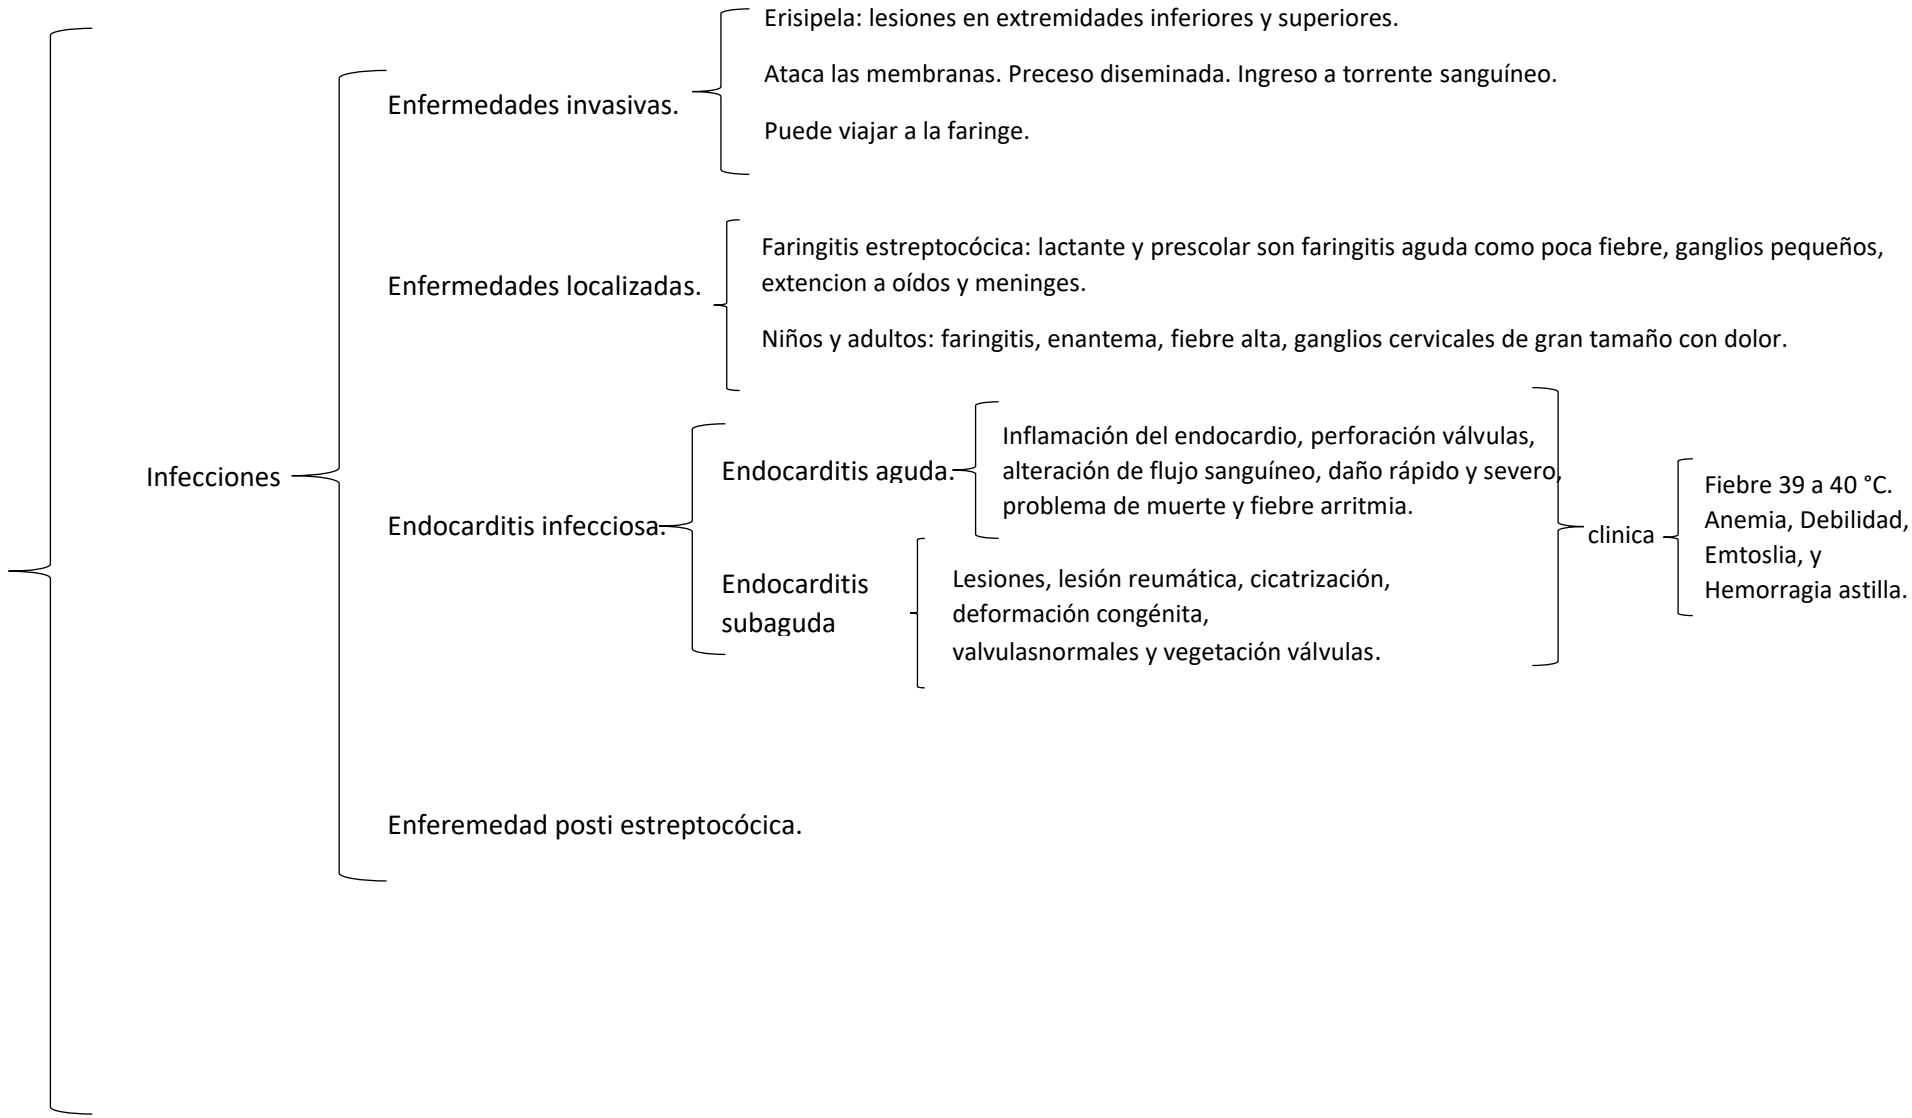 Infecciones
Enfermedades invasivas.
Erisipela: lesiones en extremidades inferiores y superiores.
Ataca las membranas. Preceso diseminada. Ingreso a torrente sanguíneo.
Puede viajar a la faringe.
Enfermedades localizadas.
Faringitis estreptocócica: lactante y prescolar son faringitis aguda como poca fiebre, ganglios pequeños,
extencion a oídos y meninges.
Niños y adultos: faringitis, enantema, fiebre alta, ganglios cervicales de gran tamaño con dolor.
Endocarditis infecciosa.
Endocarditis aguda.
Inflamación del endocardio, perforación válvulas,
alteración de flujo sanguíneo, daño rápido y severo,
problema de muerte y fiebre arritmia.
Endocarditis
subaguda
Lesiones, lesión reumática, cicatrización,
deformación congénita,
valvulasnormales y vegetación válvulas.
clinica
Fiebre 39 a 40 °C.
Anemia, Debilidad,
Emtoslia, y
Hemorragia astilla.
Enferemedad posti estreptocócica.